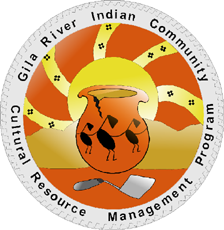 Gila River Indian Community
Cultural Resource Management Program